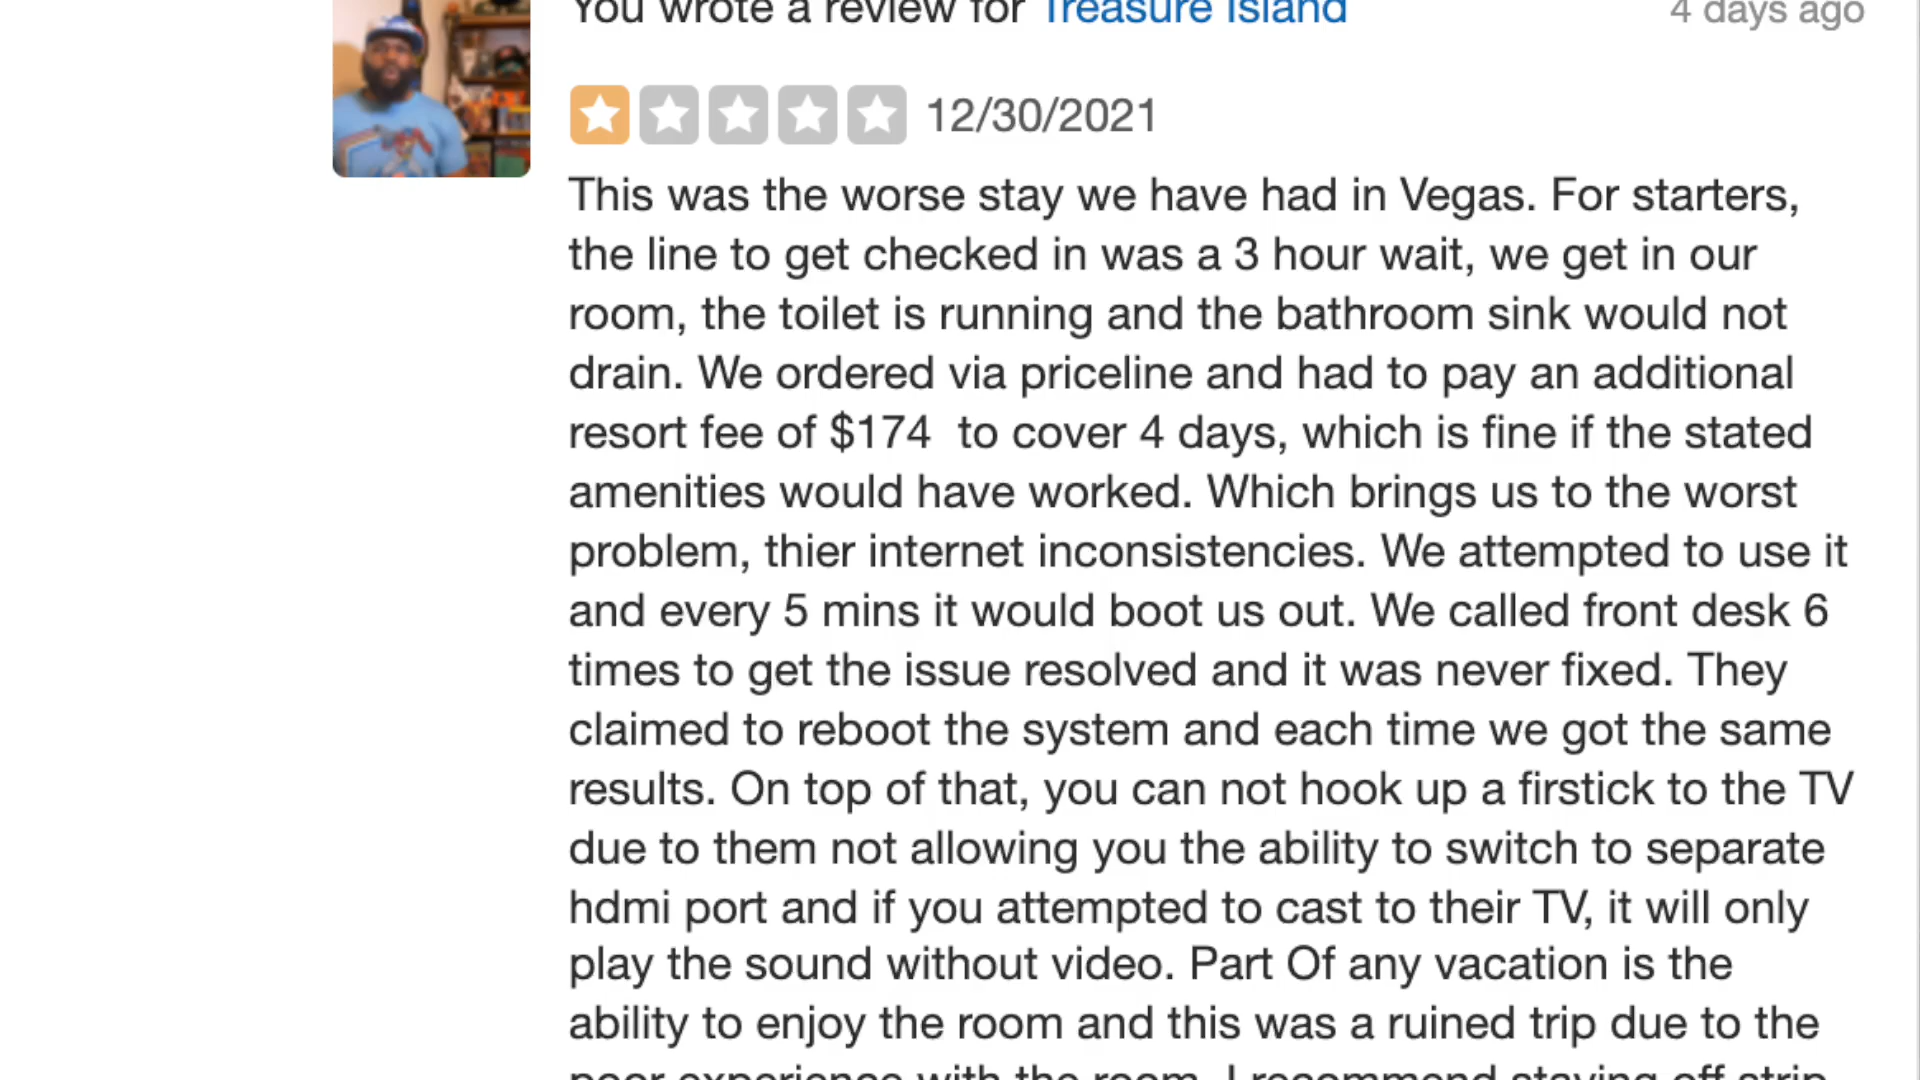 You wrote a review for Treasure Island
4 days ago
12/30/2021
This was the worse stay we have had in Vegas. For starters,
the line to get checked in was a 3 hour wait, we get in our
room, the toilet is running and the bathroom sink would not
drain. We ordered via priceline and had to pay an additional
resort fee of $174  to cover 4 days, which is fine if the stated
amenities would have worked. Which brings us to the worst
problem, thier internet inconsistencies. We attempted to use it
and every 5 mins it would boot us out. We called front desk 6
times to get the issue resolved and it was never fixed. They
claimed to reboot the system and each time we got the same
results. On top of that, you can not hook up a firstick to the TV
due to them not allowing you the ability to switch to separate
hdmi port and if you attempted to cast to their TV, it will only
play the sound without video. Part Of any vacation is the
ability to enjoy the room and this was a ruined trip due to the
poor experience with the room. I recommend staying off strip